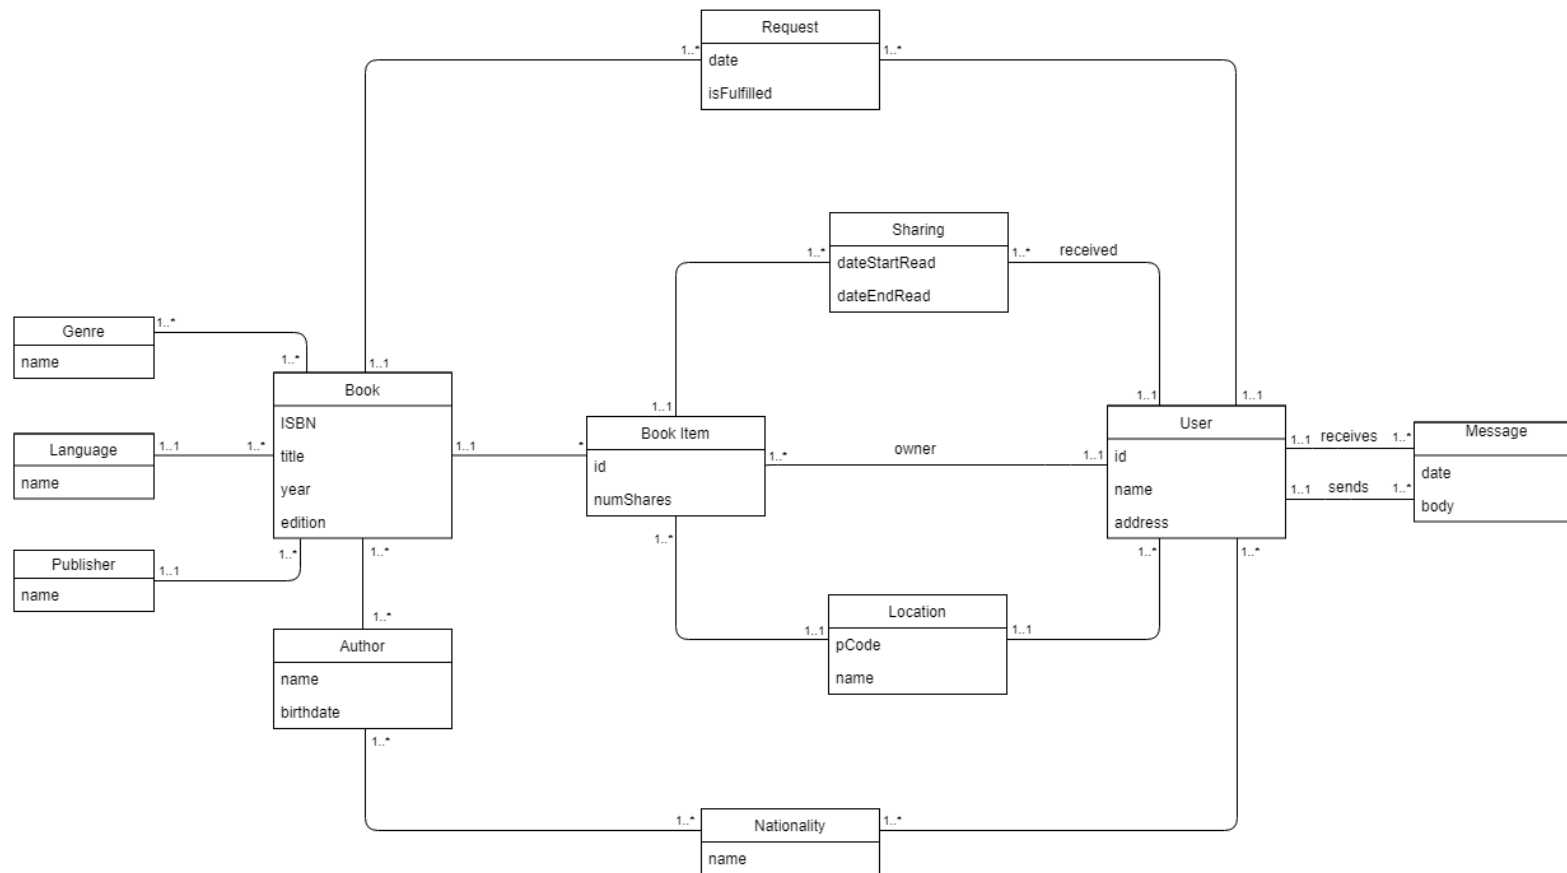 Request
1..*
1..*
date
isFulfilled
Sharing
1..*
1..*
received
dateStartRead
dateEndRead
Genre
1..*
name
1..*
1..1
Book
ISBN
title
year
edition
Language
1..1
1..*
name
1..1
*
1..1
Book Item
id
numShares
1..*
owner
1..1
1..1
1..1
User
id
name
address
1..1
receives
1..*
1..1
sends
1..*
Message
date
body
Publisher
1..1
name
1..*
1..*
1..*
1..*
1..*
1..*
Author
name
birthdate
1..*
Location
1..1
1..1
pCode
name
Nationality
1..*
1..*
name